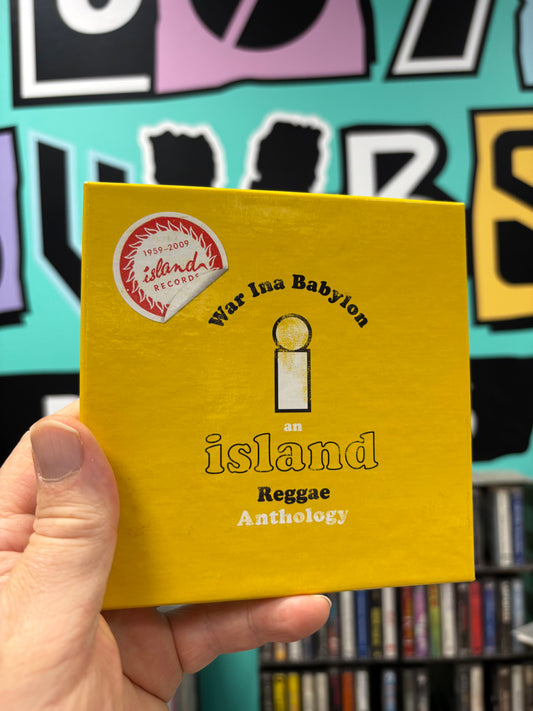 1959-2009
island
RECORDS
War Ina Babylon
i
an
island
Reggae
Anthology